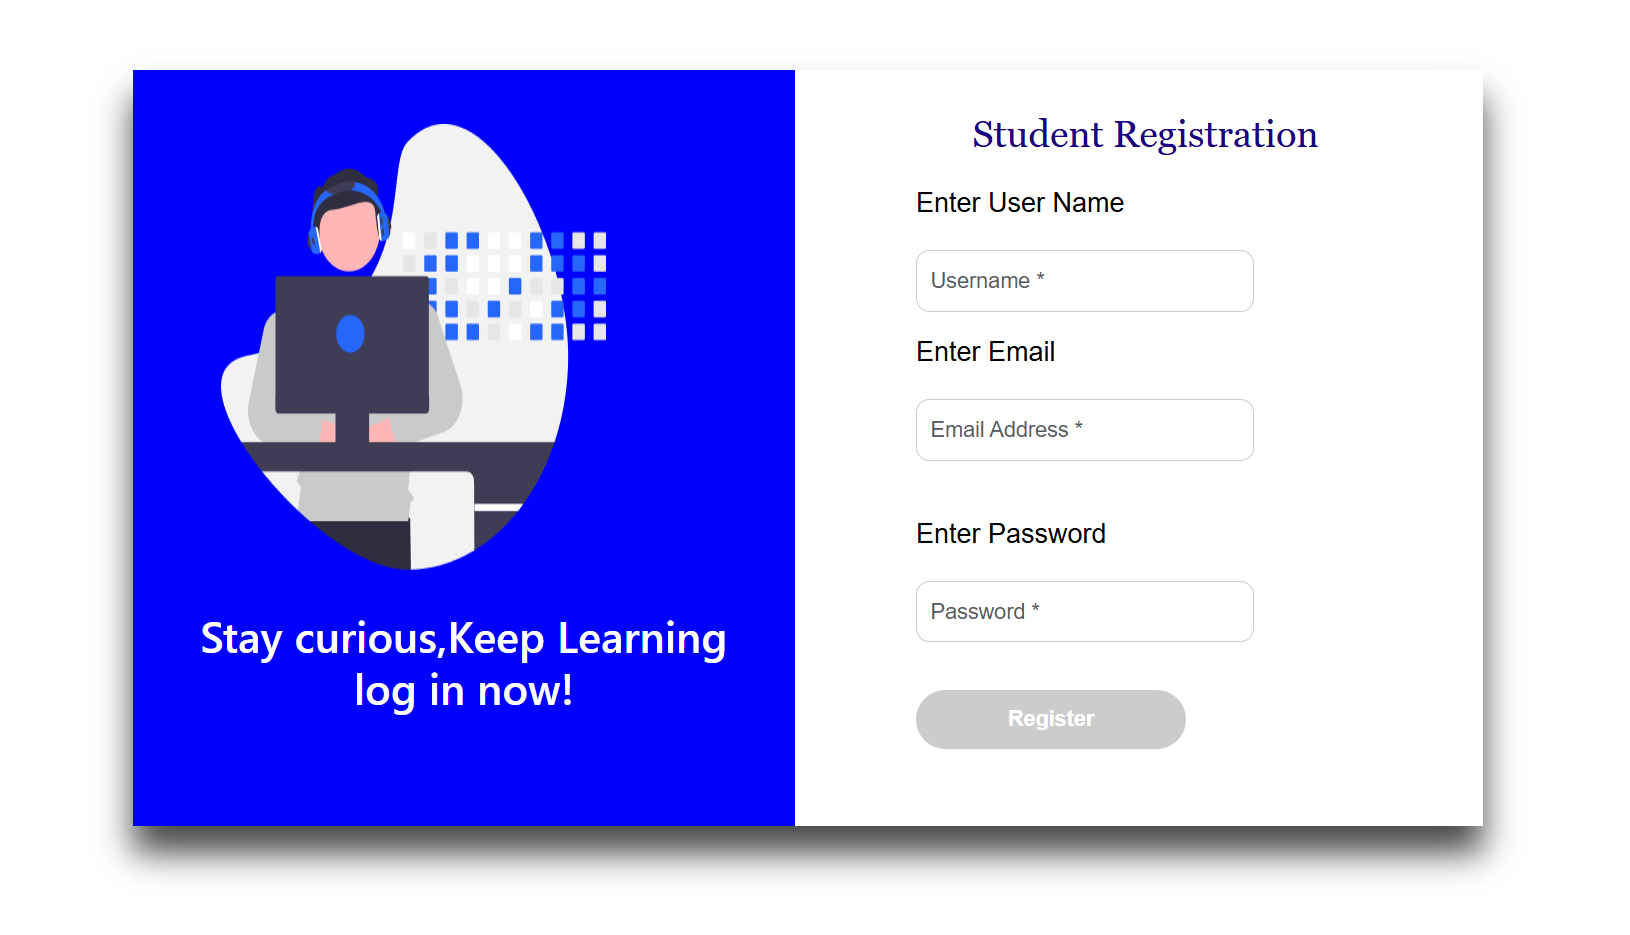 Stay curious,Keep Learning
log in now!
Student Registration
Enter User Name
Username *
Enter Email
Email Address *
Enter Password
Password *
Register